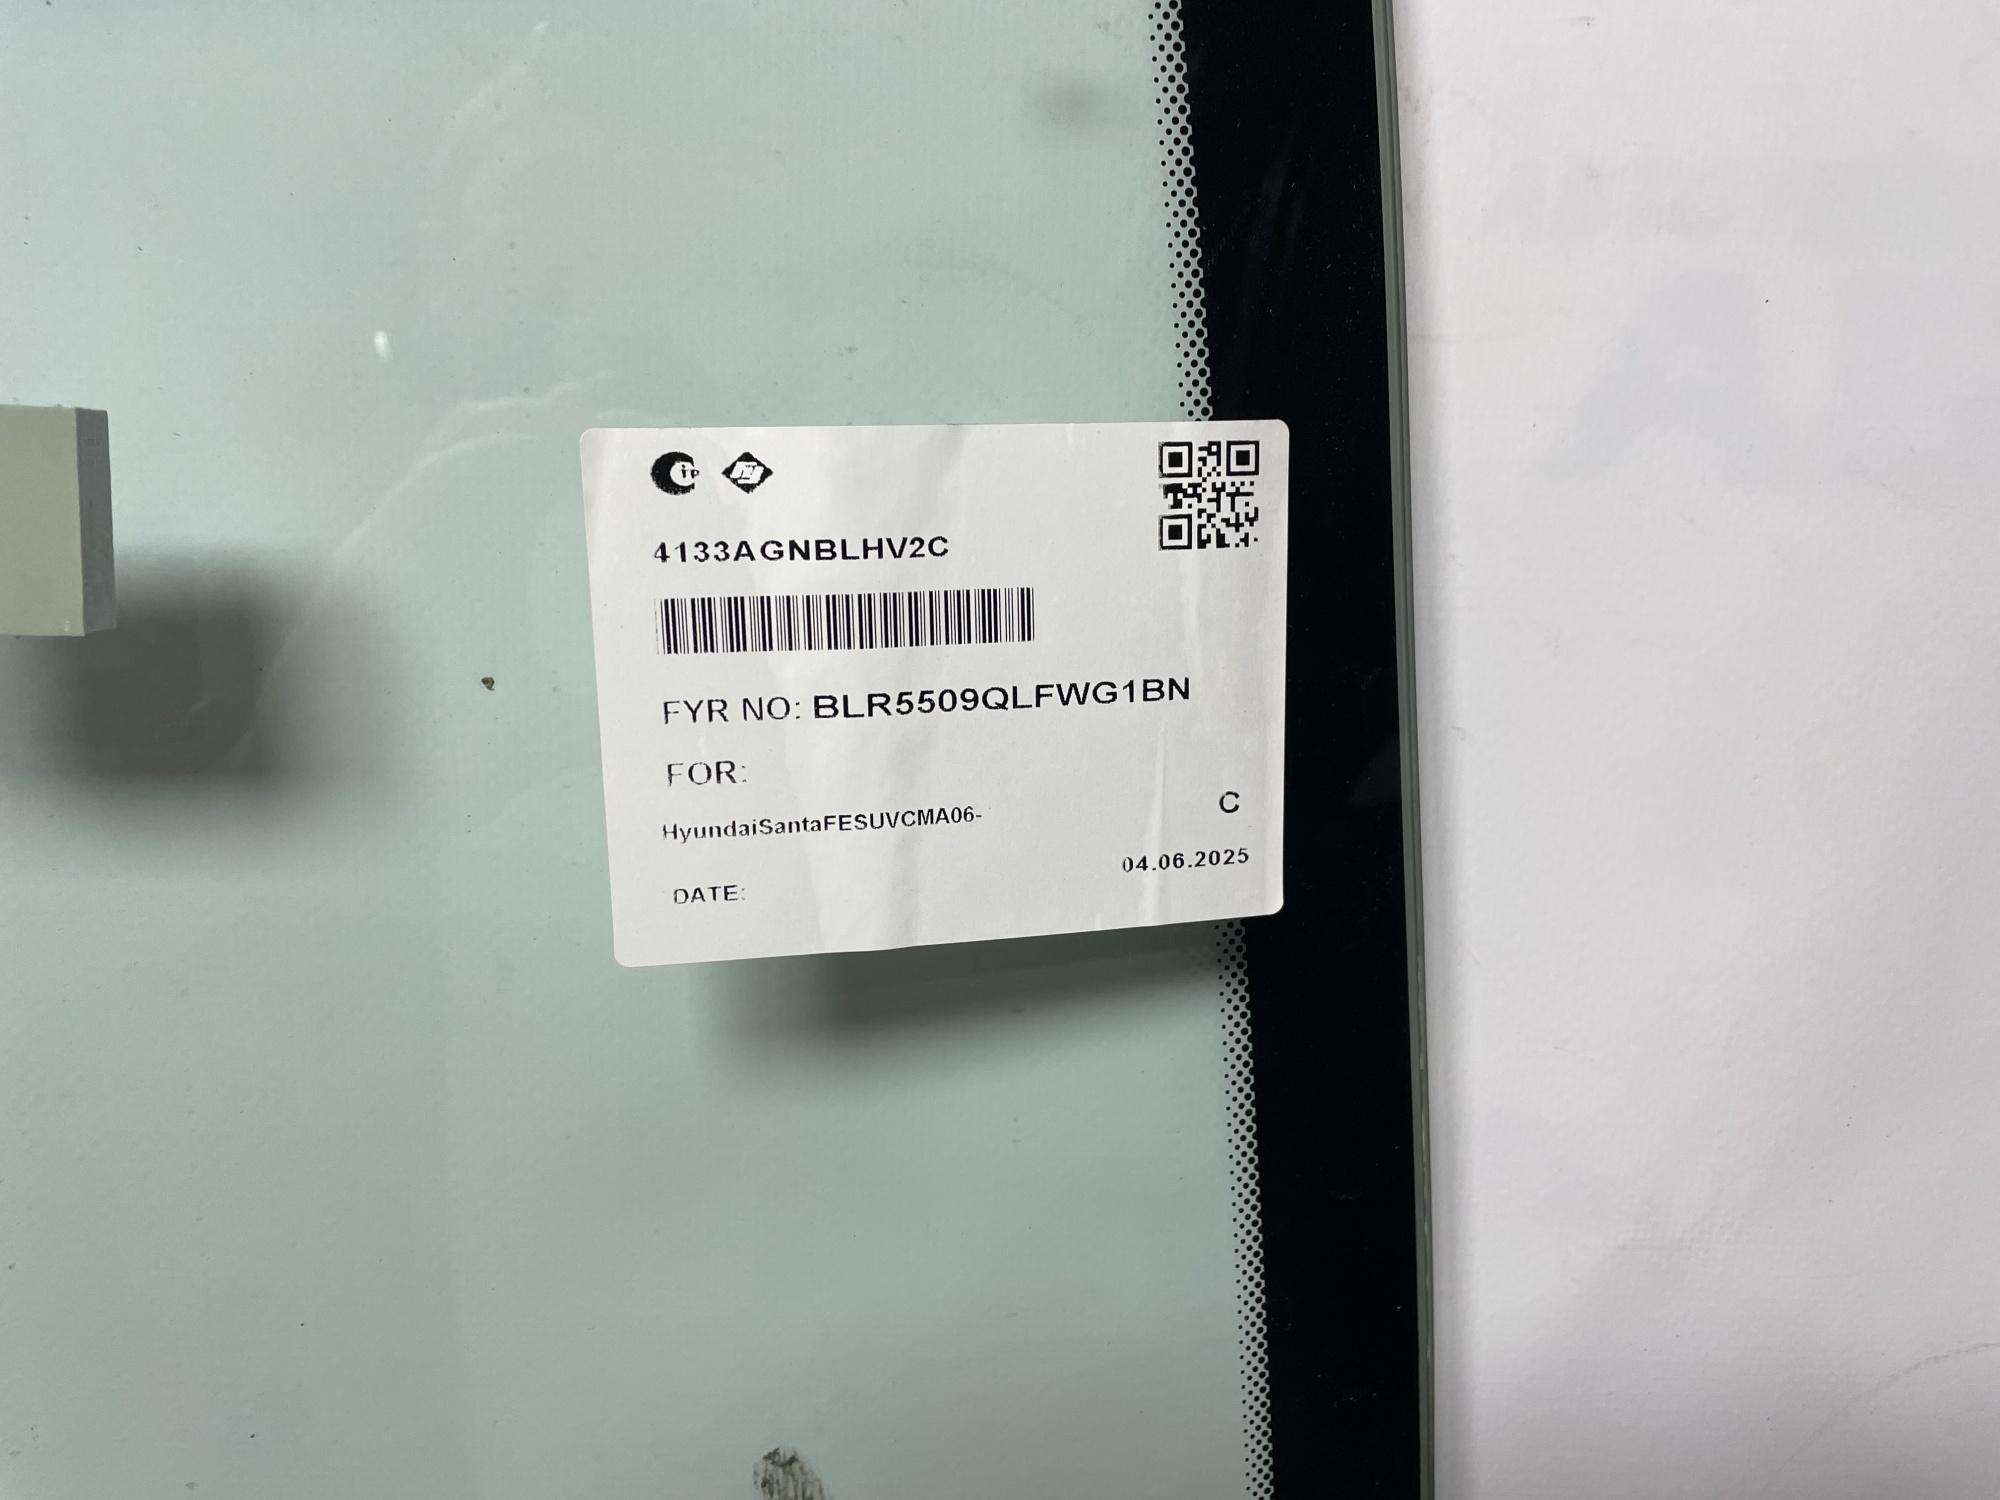 4133AGNBLHV2C
FYR NO: BLR5509QLFWG1BN
FOR:
HyundaiSantaFESUVCMA06-
C
04.06.2025
DATE: